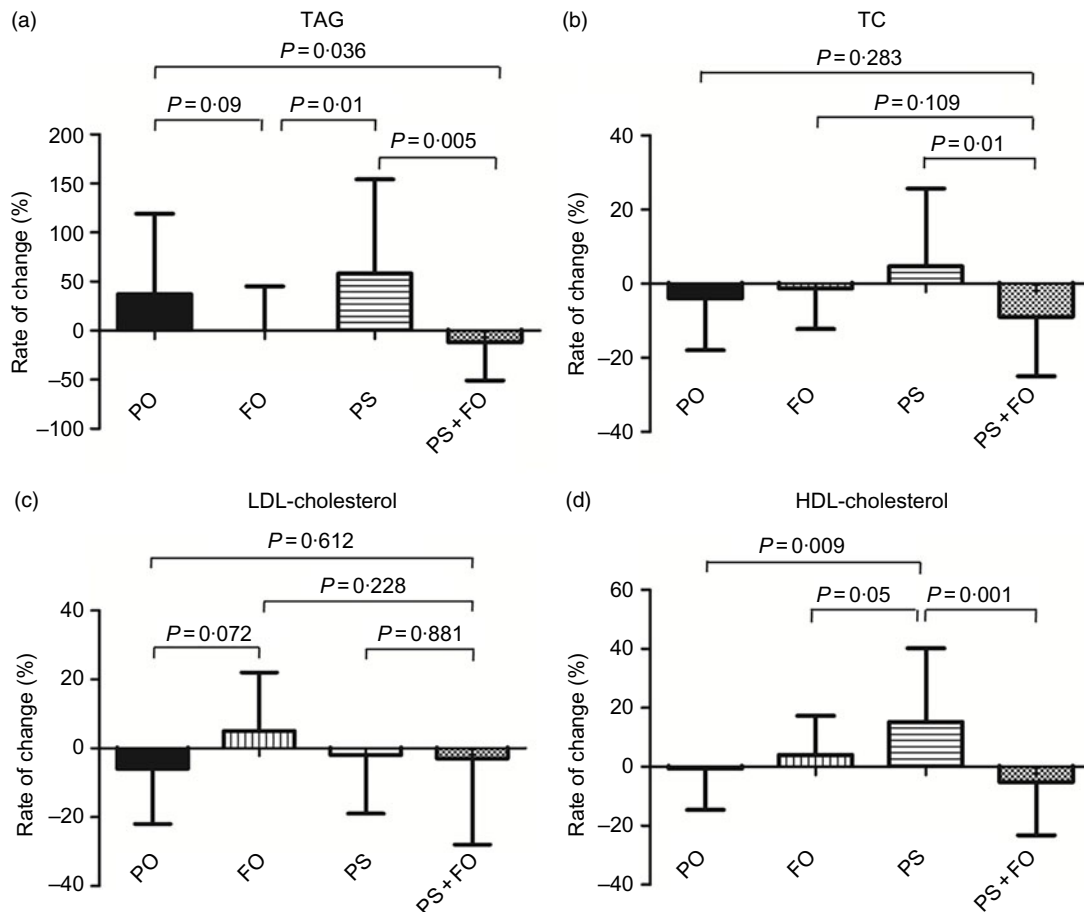 (a)
TAG
P = 0·036
P = 0·09
P = 0·01
P = 0·005
200
150
100
50
0
–50
–100
Rate of change (%)
PO
FO
PS
PS + FO
(b)
TC
P = 0·283
P = 0·109
P = 0·01
40
20
0
–20
–40
Rate of change (%)
PO
FO
PS
PS + FO
(c)
LDL-cholesterol
P = 0·612
P = 0·228
P = 0·072
P = 0·881
40
20
0
–20
–40
Rate of change (%)
PO
FO
PS
PS + FO
(d)
HDL-cholesterol
P = 0·009
P = 0·05
P = 0·001
60
40
20
0
–20
–40
Rate of change (%)
PO
FO
PS
PS + FO